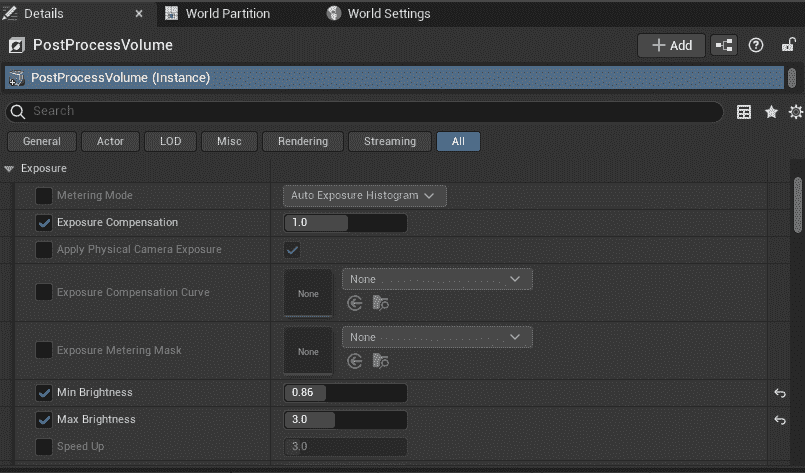 Details
World Partition
World Settings
PostProcessVolume
Add
PostProcessVolume (Instance)
Search
General
Actor
LOD
Misc
Rendering
Streaming
All
Exposure
Metering Mode
Auto Exposure Histogram
Exposure Compensation
1.0
Apply Physical Camera Exposure
Exposure Compensation Curve
None
None
Exposure Metering Mask
None
None
Min Brightness
0.86
Max Brightness
3.0
Speed Up
3.0